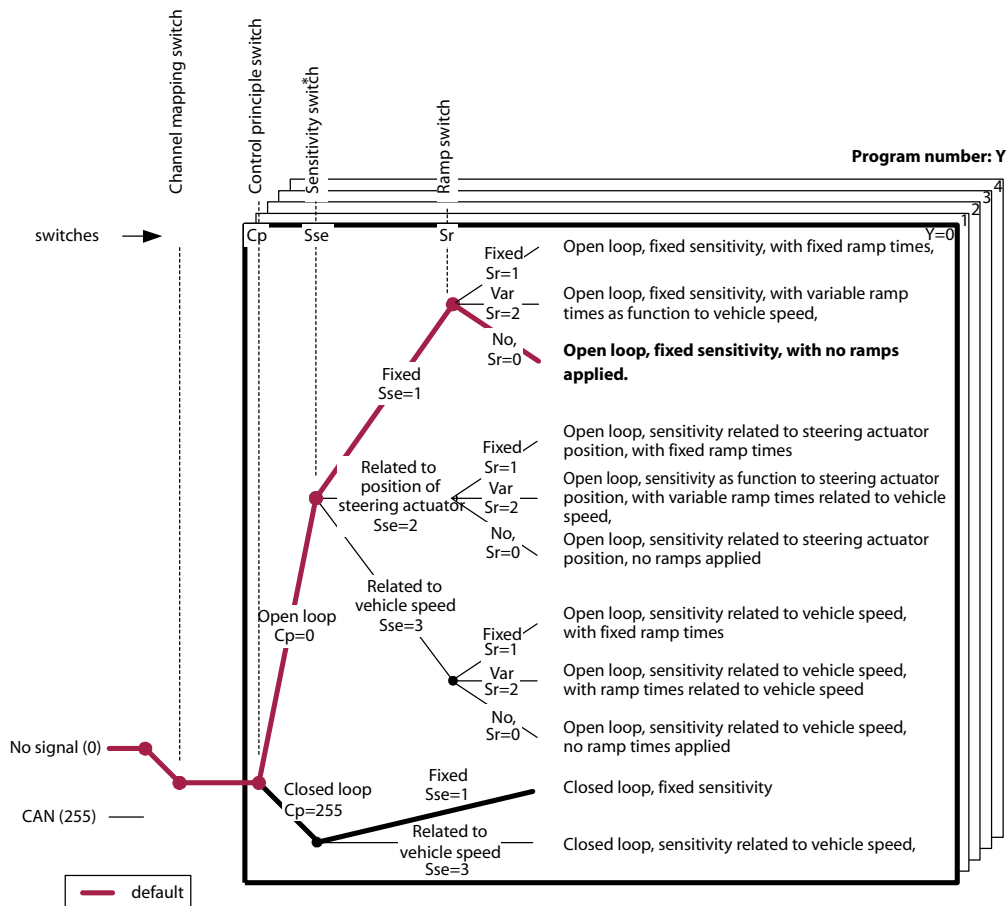 Channel mapping switch
Control principle switch
Sensitivity switch*
Ramp switch
Program number: Y
4
3
2
1
switches
Cp
Sse
Sr
Y=0
Fixed
Sr=1
Open loop, fixed sensitivity, with fixed ramp times,
Var
Sr=2
Open loop, fixed sensitivity, with variable ramp
times as function to vehicle speed,
No,
Sr=0
Open loop, fixed sensitivity, with no ramps
applied.
Fixed
Sse=1
Fixed
Sr=1
Open loop, sensitivity related to steering actuator
position, with fixed ramp times
Related to
position of
steering actuator
Sse=2
Var
Sr=2
Open loop, sensitivity as function to steering actuator
position, with variable ramp times related to vehicle
speed,
No,
Sr=0
Open loop, sensitivity related to steering actuator
position, no ramps applied
Related to
vehicle speed
Sse=3
Open loop
Cp=0
Fixed
Sr=1
Open loop, sensitivity related to vehicle speed,
with fixed ramp times
Var
Sr=2
Open loop, sensitivity related to vehicle speed,
with ramp times related to vehicle speed
No,
Sr=0
Open loop, sensitivity related to vehicle speed,
no ramp times applied
No signal (0)
CAN (255)
Closed loop
Cp=255
Fixed
Sse=1
Closed loop, fixed sensitivity
Related to
vehicle speed
Sse=3
Closed loop, sensitivity related to vehicle speed,
default